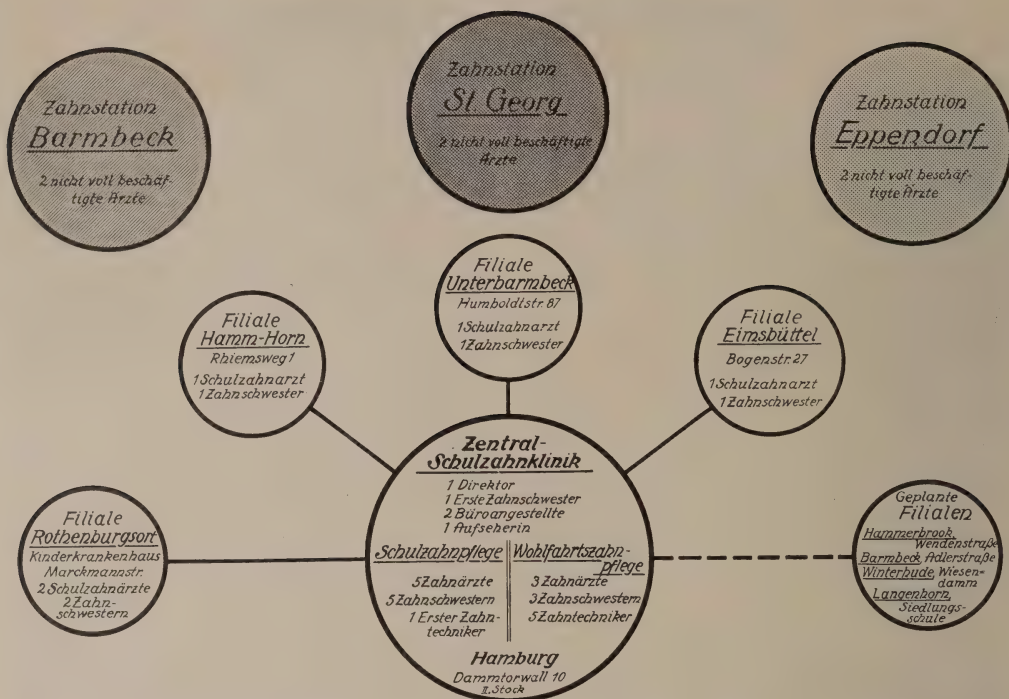 Zahnstation
Barmbeck
2 nicht voll beschäf-
tigte Ärzte
Zahnstation
St. Georg
2 nicht voll beschäftigte
Ärzte
Zahnstation
Eppendorf
2 nicht voll beschäf-
tigte Ärzte
Filiale
Hamm-Horn
Rhiemsweg 1
1 Schulzahnarzt
1 Zahnschwester
Filiale
Unterbarmbeck
Humboldtstr. 87
1 Schulzahnarzt
1 Zahnschwester
Filiale
Eimsbüttel
Bogenstr. 27
1 Schulzahnarzt
1 Zahnschwester
Filiale
Rothenburgsort
Kinderkrankenhaus
Marckmannstr.
2 Schulzahnärzte
2 Zahn-
schwestern
Zentral-
Schulzahnklinik
1 Direktor
1 Erste Zahnschwester
2 Büroangestellte
1 Aufseherin
Schulzahnpflege
5 Zahnärzte
5 Zahnschwestern
1 Erster Zahn-
techniker
Wohlfahrtszahn-
pflege
3 Zahnärzte
3 Zahnschwestern
5 Zahntechniker
Hamburg
Dammtorwall 10
II. Stock
Geplante
Filialen
Hammerbrook,
Wendenstraße
Barmbeck, Adlerstraße
Winterhude, Wiesen-
damm
Langenhorn,
Siedlungs-
schule